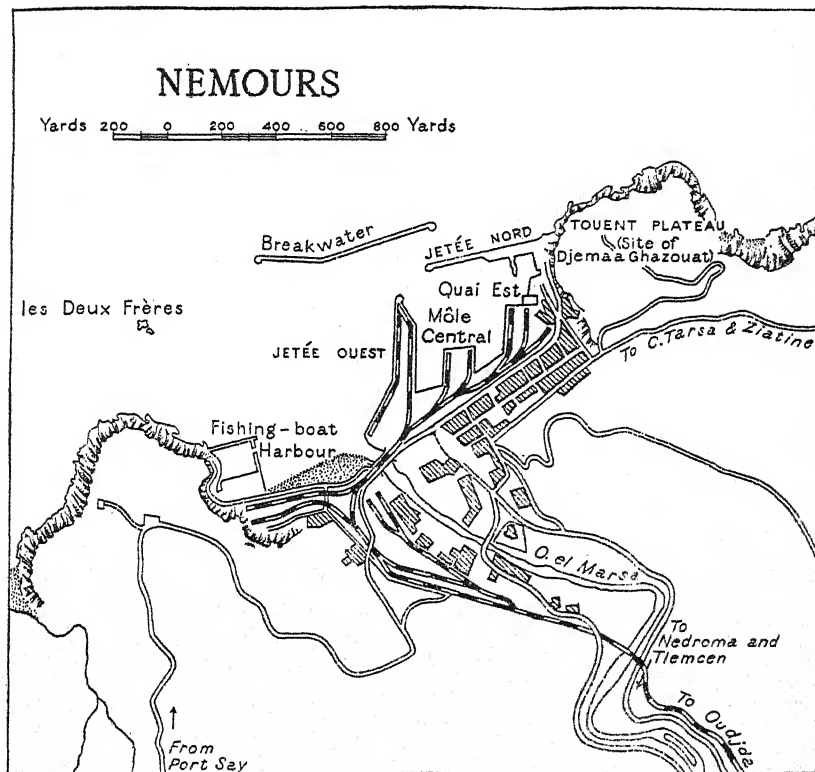 NEMOURS
Yards 200 0 200 400 600 800 Yards
Breakwater
JETÉE NORD
TOUENT PLATEAU
(Site of
Djemaa Ghazouat)
les Deux Frères
Quai Est
Môle
Central
JETÉE OUEST
To C. Tarsa & Ziatine
Fishing-boat
Harbour
O. el Marsa
To
Nedroma and
Tlemcen
To Oudjda
From
Port Say